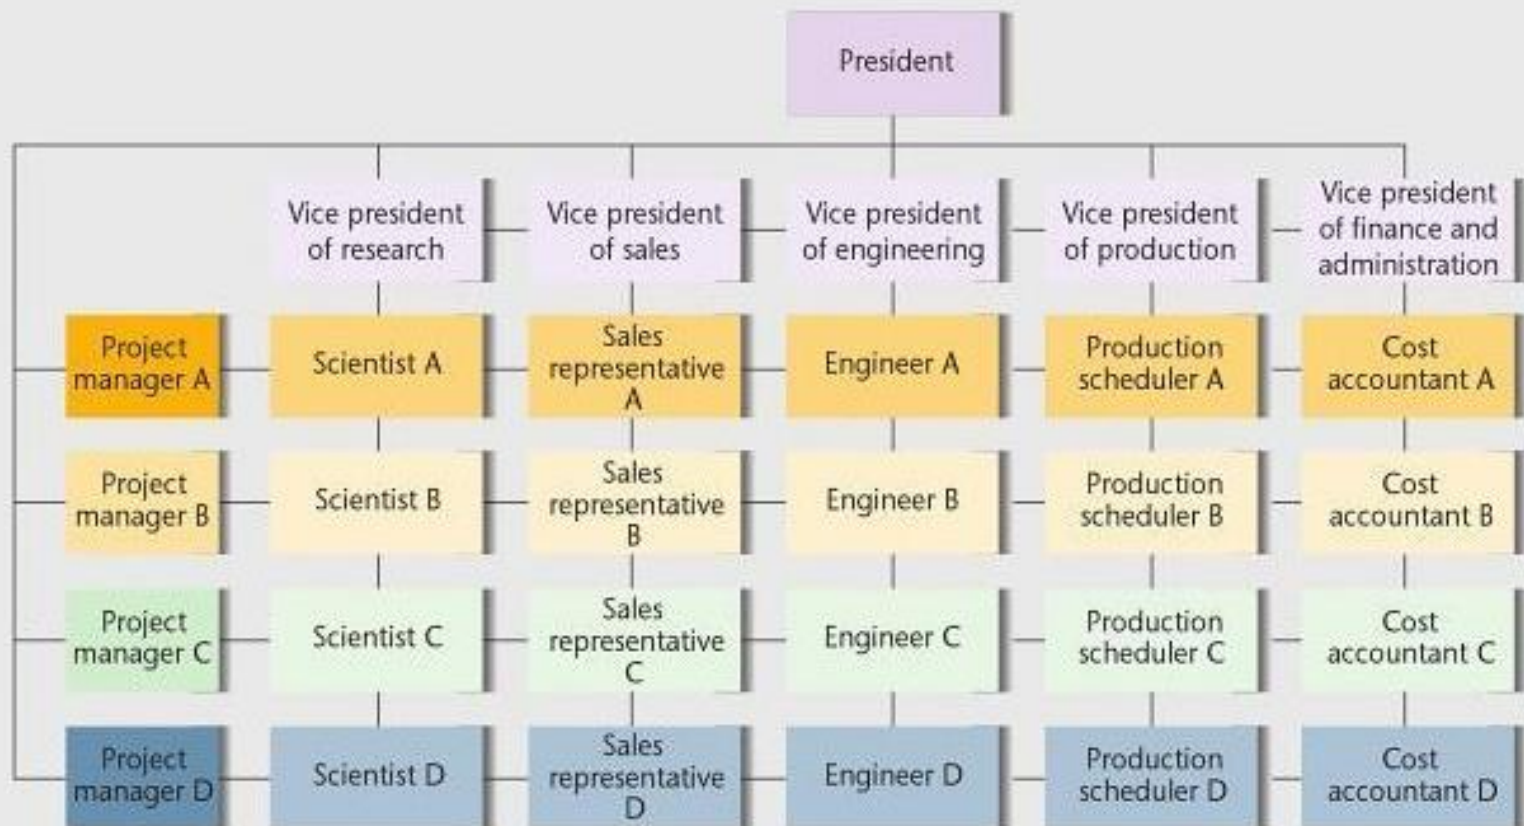 President
Vice president
of research
Vice president
of sales
Vice president
of engineering
Vice president
of production
Vice president
of finance and
administration
Project
manager A
Scientist A
Sales
representative
A
Engineer A
Production
scheduler A
Cost
accountant A
Project
manager B
Scientist B
Sales
representative
B
Engineer B
Production
scheduler B
Cost
accountant B
Project
manager C
Scientist C
Sales
representative
C
Engineer C
Production
scheduler C
Cost
accountant C
Project
manager D
Scientist D
Sales
representative
D
Engineer D
Production
scheduler D
Cost
accountant D